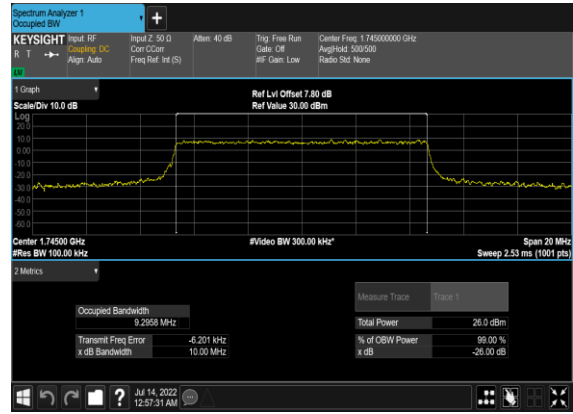 Spectrum Analyzer 1
Occupied BW
+
KEYSIGHT Input: RF Input Z: 50 Ω Atten: 40 dB Trig: Free Run Center Freq: 1.745000000 GHz
R T Coupling: DC Corr CCorr Gate: Off Avg|Hold: 500/500
Align: Auto Freq Ref: Int (S) #IF Gain: Low Radio Std: None
1 Graph Ref Lvl Offset 7.80 dB
Scale/Div 10.0 dB Ref Value 30.00 dBm
Log
20.0
10.0
0.00
-10.0
-20.0
-30.0
-40.0
-50.0
-60.0
Center 1.74500 GHz #Video BW 300.00 kHz* Span 20 MHz
#Res BW 100.00 kHz Sweep 2.53 ms (1001 pts)
2 Metrics
Measure Trace Trace 1
Occupied Bandwidth
9.2958 MHz Total Power 26.0 dBm
Transmit Freq Error -6.201 kHz % of OBW Power 99.00 %
x dB Bandwidth 10.00 MHz x dB -26.00 dB
? Jul 14, 2022
12:57:31 AM